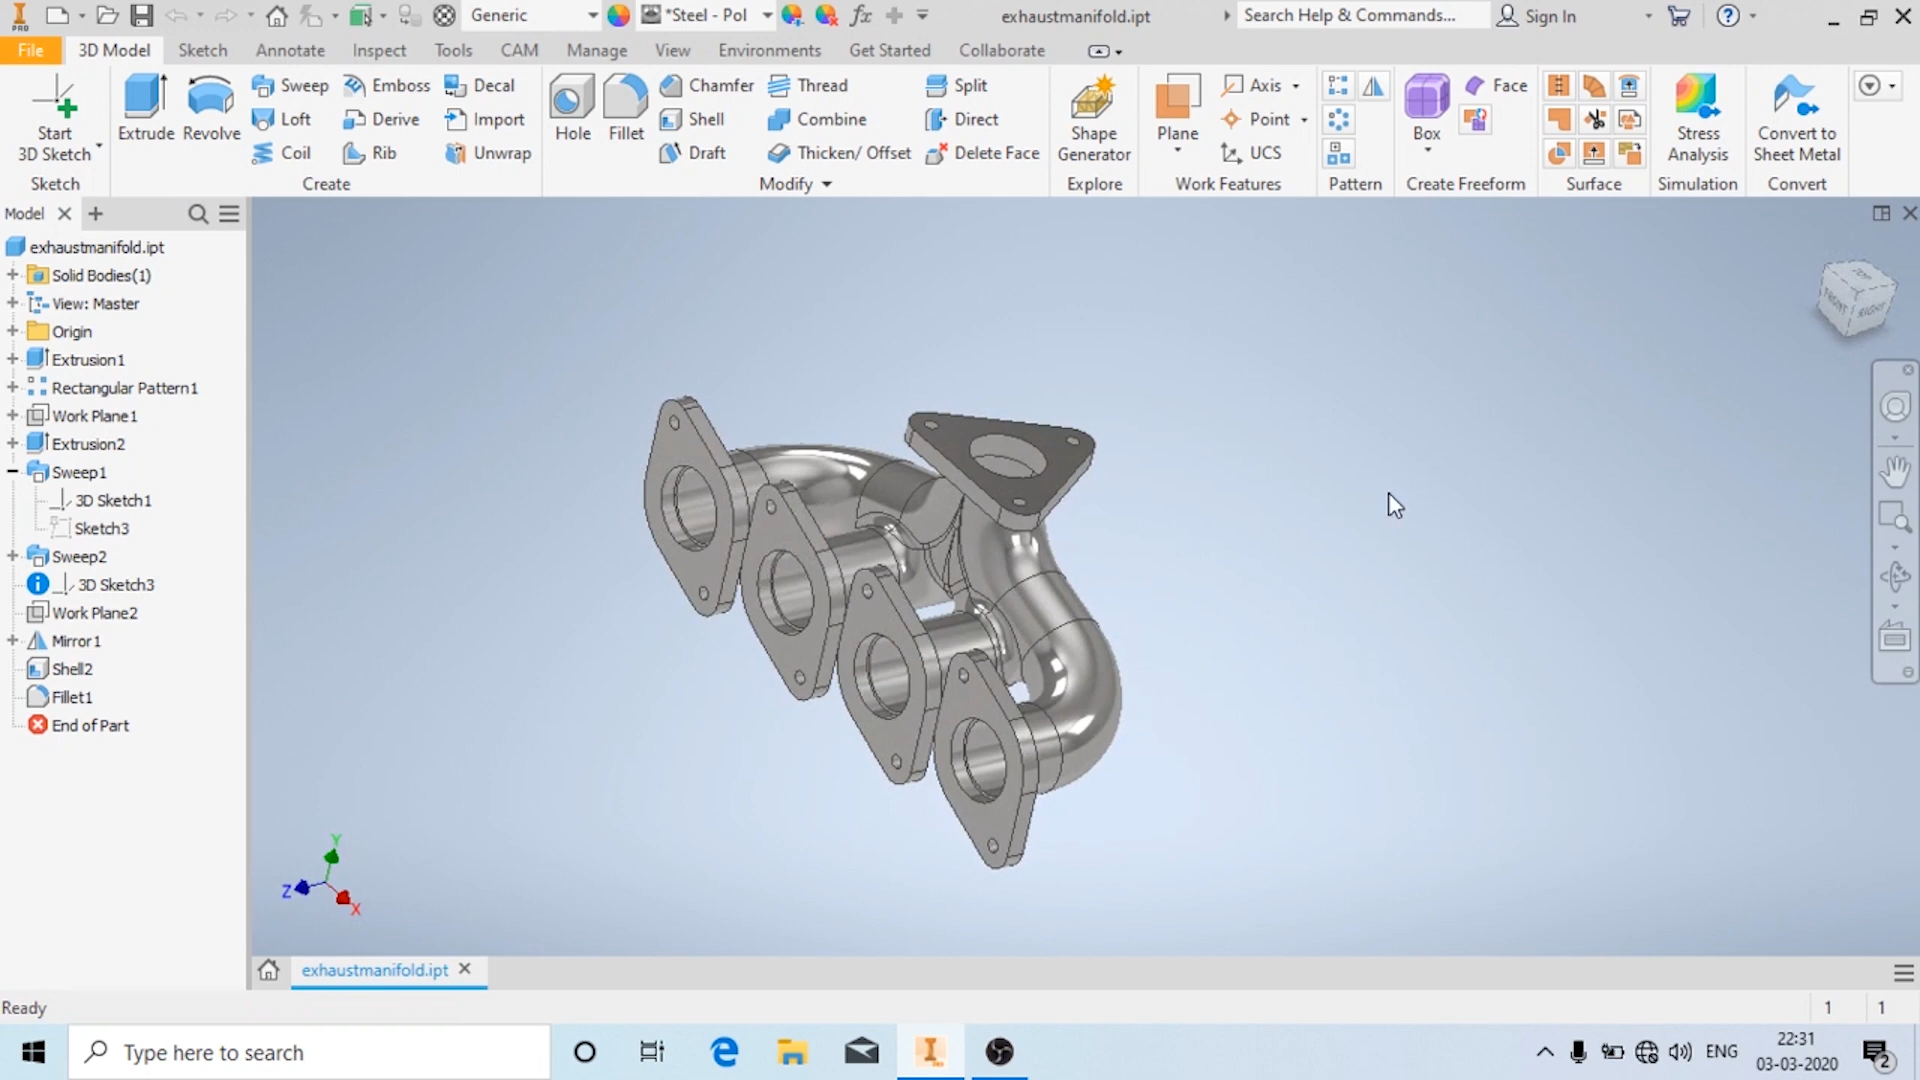 PRO
Generic
*Steel - Pol
fx
exhaustmanifold.ipt
Search Help & Commands...
Sign In
File
3D Model
Sketch
Annotate
Inspect
Tools
CAM
Manage
View
Environments
Get Started
Collaborate
Start
3D Sketch
Sketch
Extrude
Revolve
Sweep
Loft
Coil
Emboss
Derive
Rib
Decal
Import
Unwrap
Create
Hole
Fillet
Chamfer
Shell
Draft
Thread
Combine
Thicken/ Offset
Split
Direct
Delete Face
Modify
Shape
Generator
Explore
Plane
Axis
Point
UCS
Work Features
Pattern
Box
Face
Create Freeform
Surface
Stress
Analysis
Simulation
Convert to
Sheet Metal
Convert
Model
exhaustmanifold.ipt
Solid Bodies(1)
View: Master
Origin
Extrusion1
Rectangular Pattern1
Work Plane1
Extrusion2
Sweep1
3D Sketch1
Sketch3
Sweep2
3D Sketch3
Work Plane2
Mirror1
Shell2
Fillet1
End of Part
TOP
FRONT
RIGHT
Y
Z
X
exhaustmanifold.ipt
Ready
1
1
Type here to search
ENG
22:31
03-03-2020
2